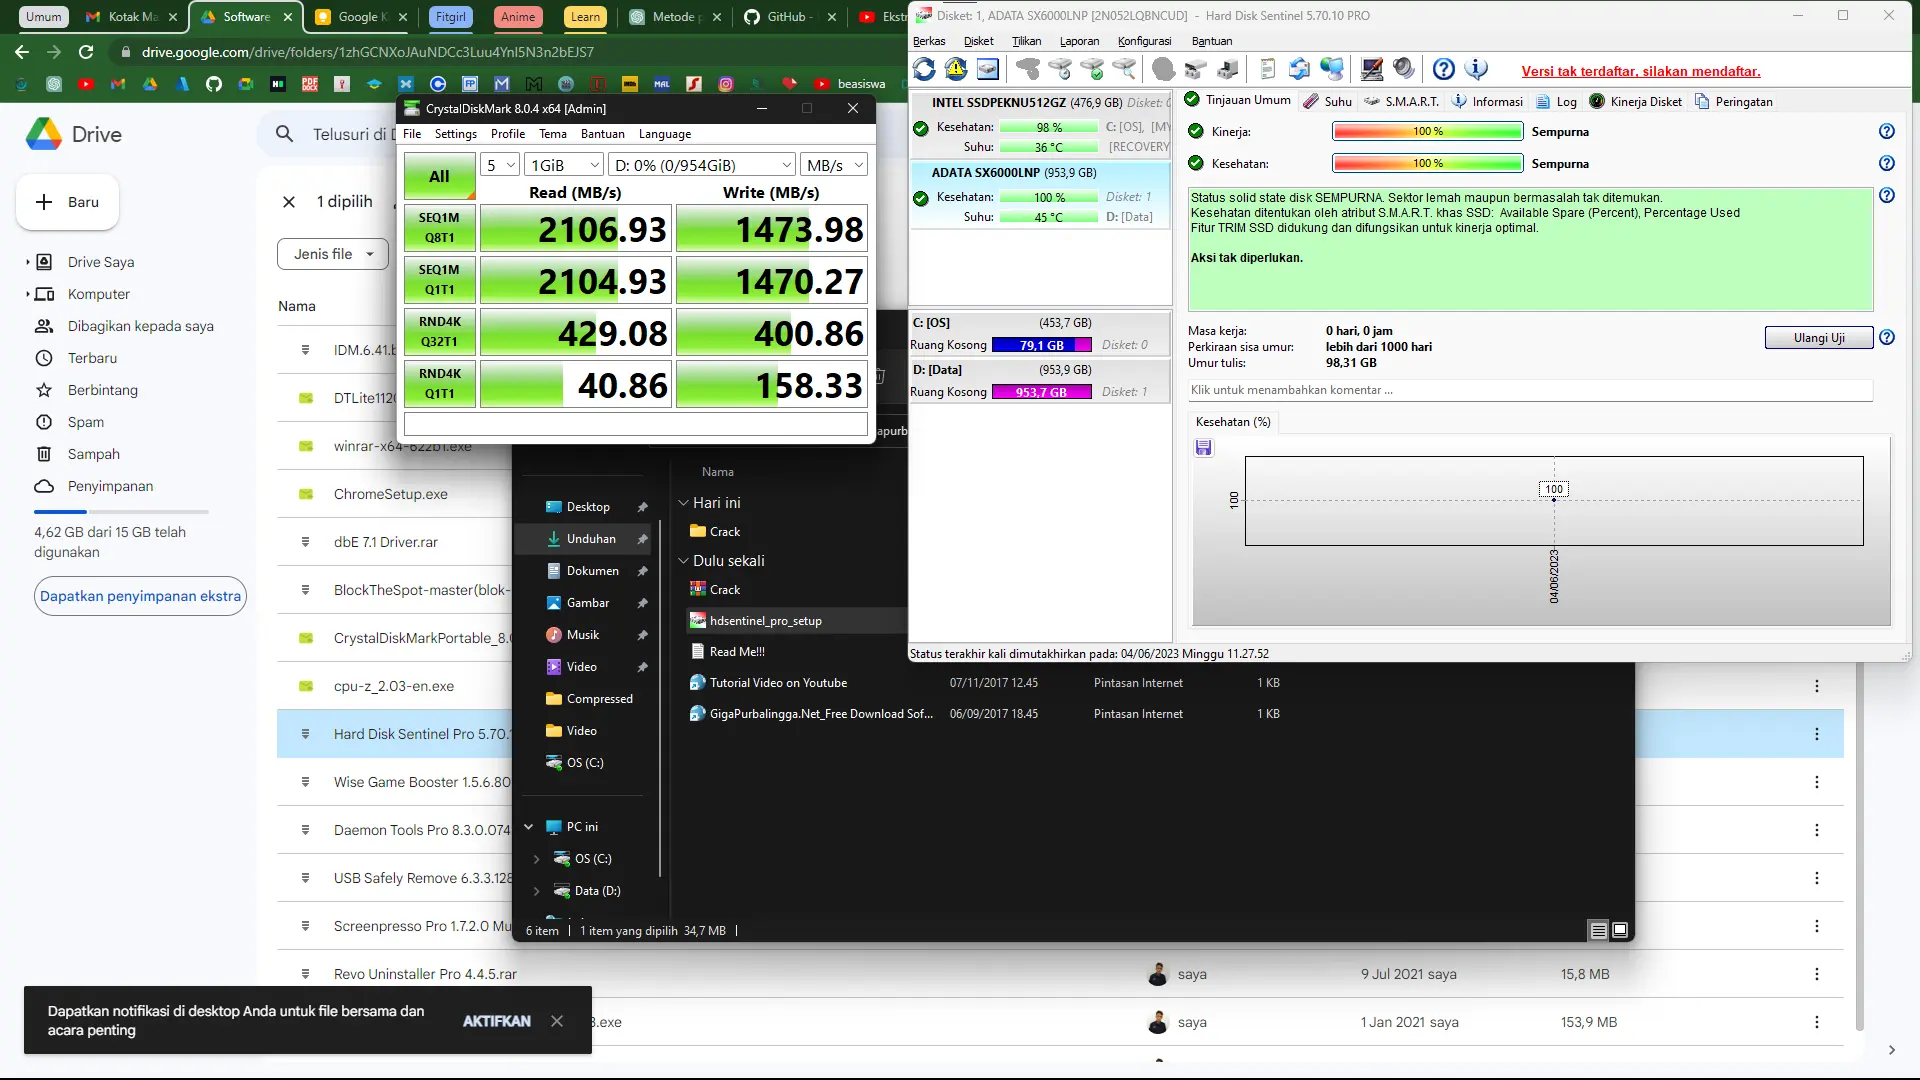 Umum
Kotak Ma
Software
Google K
Fitgirl
Anime
Learn
Metode p
GitHub -
Ekstr
drive.google.com/drive/folders/1zhGCNXoJAuNDCc3Luu4YnI5N3n2bEJS7
beasiswa
Drive
Telusuri di D
Baru
Drive Saya
Komputer
Dibagikan kepada saya
Terbaru
Berbintang
Spam
Sampah
Penyimpanan
4,62 GB dari 15 GB telah
digunakan
Dapatkan penyimpanan ekstra
1 dipilih
Jenis file
Nama
IDM.6.41.b
DTLite1120
winrar-x64-622b1.exe
ChromeSetup.exe
dbE 7.1 Driver.rar
BlockTheSpot-master(blok-
CrystalDiskMarkPortable_8.0
cpu-z_2.03-en.exe
Hard Disk Sentinel Pro 5.70.1
Wise Game Booster 1.5.6.80
Daemon Tools Pro 8.3.0.074
USB Safely Remove 6.3.3.128
Screenpresso Pro 1.7.2.0 Mu
Revo Uninstaller Pro 4.4.5.rar
saya
9 Jul 2021 saya
15,8 MB
3.exe
saya
1 Jan 2021 saya
153,9 MB
Dapatkan notifikasi di desktop Anda untuk file bersama dan
acara penting
AKTIFKAN
CrystalDiskMark 8.0.4 x64 [Admin]
File Settings Profile Tema Bantuan Language
All
5
1GiB
D: 0% (0/954GiB)
MB/s
Read (MB/s)
Write (MB/s)
SEQ1M
Q8T1
2106.93
1473.98
SEQ1M
Q1T1
2104.93
1470.27
RND4K
Q32T1
429.08
400.86
RND4K
Q1T1
40.86
158.33
apurb
Nama
Desktop
Unduhan
Dokumen
Gambar
Musik
Video
Compressed
Video
OS (C:)
PC ini
OS (C:)
Data (D:)
Hari ini
Crack
Dulu sekali
Crack
hdsentinel_pro_setup
Read Me!!!
Tutorial Video on Youtube
07/11/2017 12.45
Pintasan Internet
1 KB
GigaPurbalingga.Net_Free Download Sof...
06/09/2017 18.45
Pintasan Internet
1 KB
6 item
1 item yang dipilih 34,7 MB
Disket: 1, ADATA SX6000LNP [2N052LQBNCUD] - Hard Disk Sentinel 5.70.10 PRO
Berkas Disket Tilikan Laporan Konfigurasi Bantuan
Versi tak terdaftar, silakan mendaftar.
INTEL SSDPEKNU512GZ (476,9 GB) Disket: 0
Kesehatan: 98 % C: [OS], [MY
Suhu: 36 °C [RECOVERY
ADATA SX6000LNP (953,9 GB)
Kesehatan: 100 % Disket: 1
Suhu: 45 °C D: [Data]
C: [OS] (453,7 GB)
Ruang Kosong 79,1 GB Disket: 0
D: [Data] (953,9 GB)
Ruang Kosong 953,7 GB Disket: 1
Tinjauan Umum
Suhu
S.M.A.R.T.
Informasi
Log
Kinerja Disket
Peringatan
Kinerja: 100 % Sempurna
Kesehatan: 100 % Sempurna
Status solid state disk SEMPURNA. Sektor lemah maupun bermasalah tak ditemukan.
Kesehatan ditentukan oleh atribut S.M.A.R.T. khas SSD: Available Spare (Percent), Percentage Used
Fitur TRIM SSD didukung dan difungsikan untuk kinerja optimal.
Aksi tak diperlukan.
Masa kerja: 0 hari, 0 jam
Perkiraan sisa umur: lebih dari 1000 hari
Umur tulis: 98,31 GB
Ulangi Uji
Klik untuk menambahkan komentar ...
Kesehatan (%)
100
100
04/06/2023
Status terakhir kali dimutakhirkan pada: 04/06/2023 Minggu 11.27.52